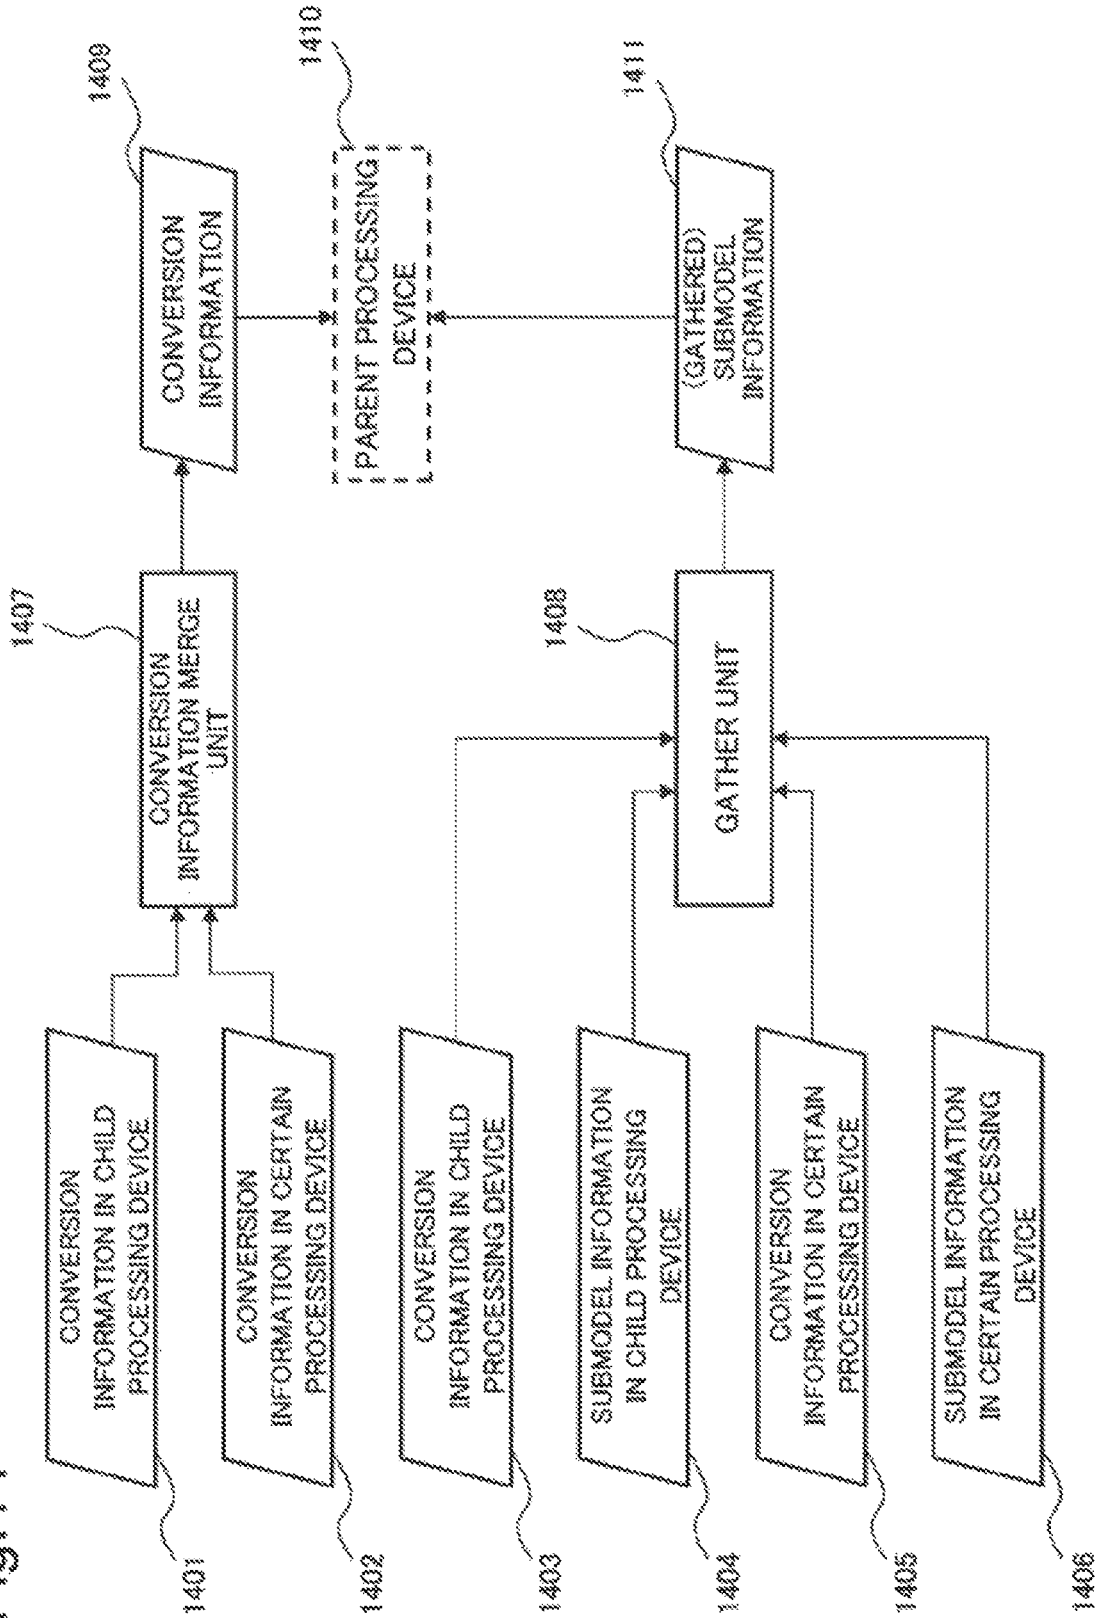 1401
CONVERSION
INFORMATION IN CHILD
PROCESSING DEVICE
1402
CONVERSION
INFORMATION IN CERTAIN
PROCESSING DEVICE
1403
CONVERSION
INFORMATION IN CHILD
PROCESSING DEVICE
1404
SUBMODEL INFORMATION
IN CHILD PROCESSING
DEVICE
1405
CONVERSION
INFORMATION IN CERTAIN
PROCESSING DEVICE
1406
SUBMODEL INFORMATION
IN CERTAIN PROCESSING
DEVICE
1407
CONVERSION
INFORMATION MERGE
UNIT
1408
GATHER UNIT
1409
CONVERSION
INFORMATION
1410
PARENT PROCESSING
DEVICE
1411
(GATHERED)
SUBMODEL
INFORMATION